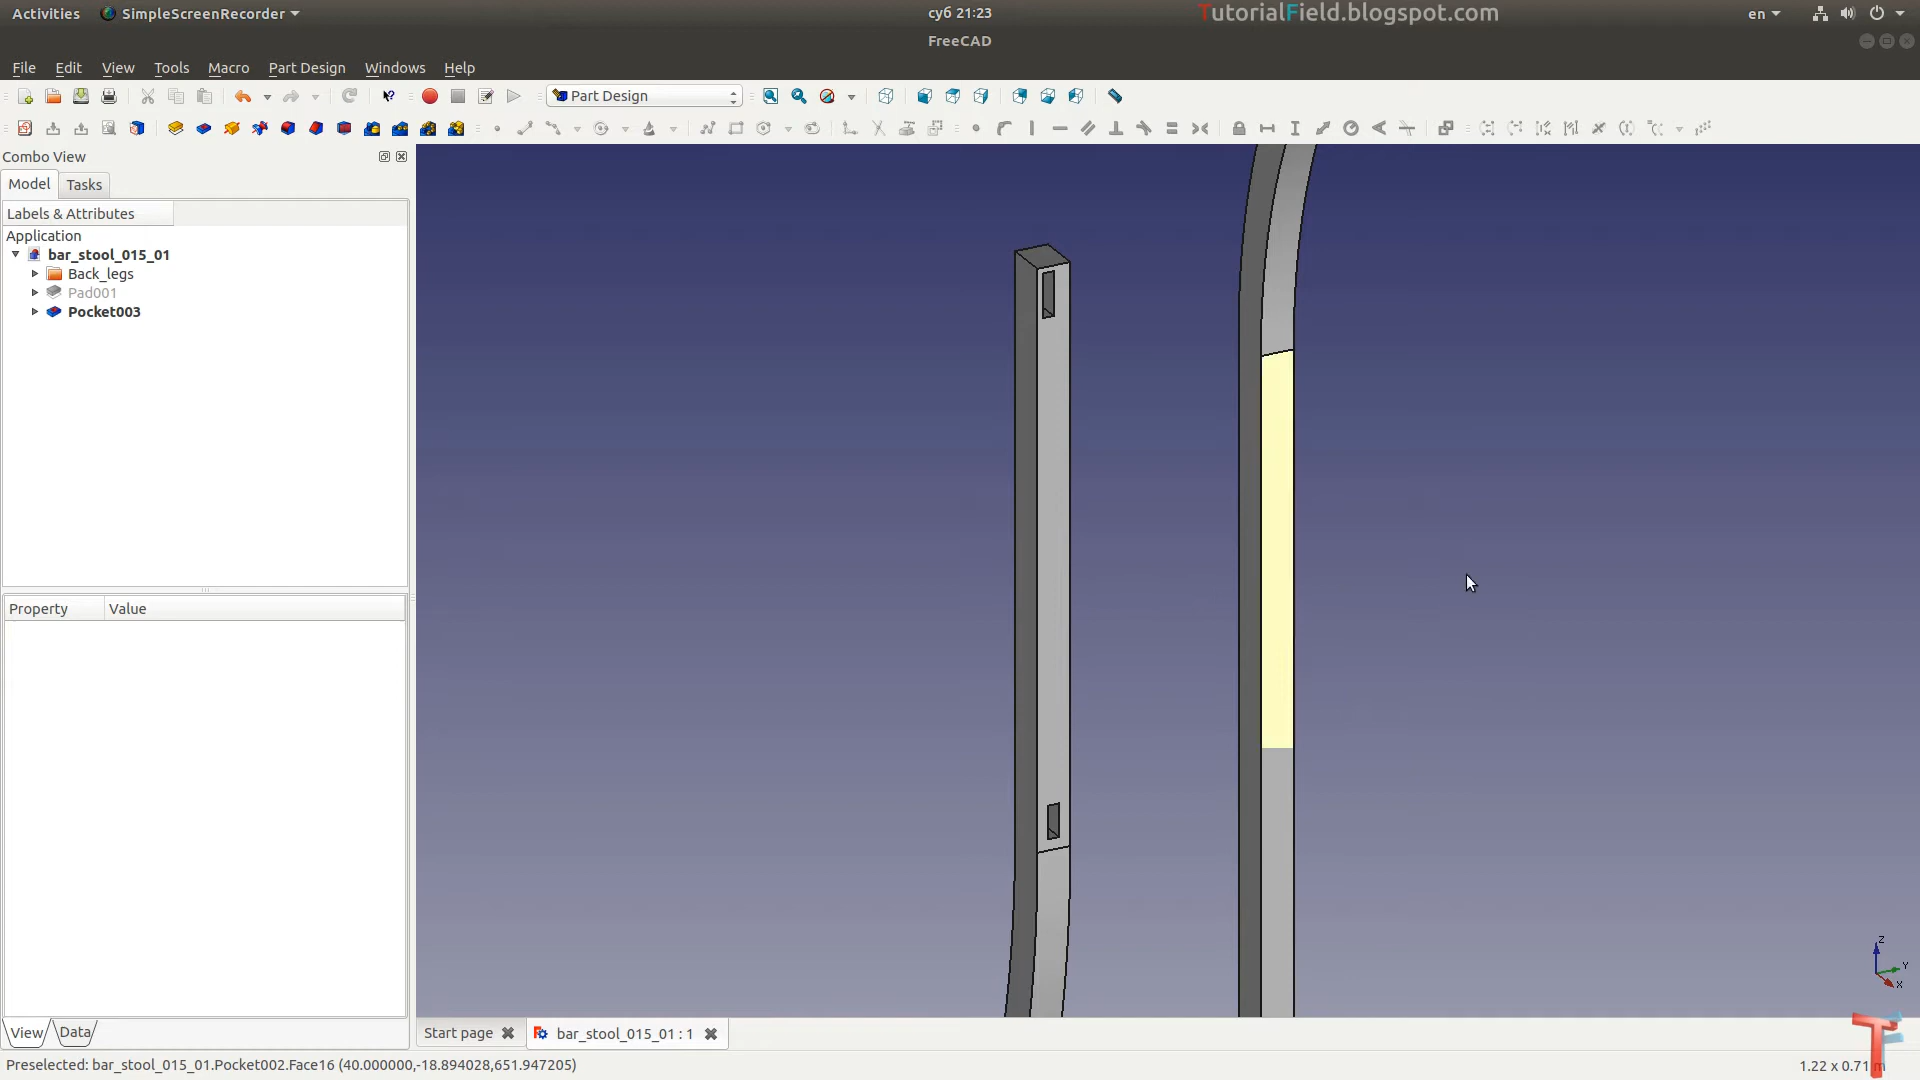 Activities SimpleScreenRecorder суб 21:23 TutorialField.blogspot.com en
FreeCAD
File Edit View Tools Macro Part Design Windows Help
Part Design
Combo View
Model Tasks
Labels & Attributes
Application
bar_stool_015_01
Back_legs
Pad001
Pocket003
Property Value
Z
Y
X
View Data
Start page bar_stool_015_01 : 1
Preselected: bar_stool_015_01.Pocket002.Face16 (40.000000,-18.894028,651.947205) 1.22 x 0.71 m